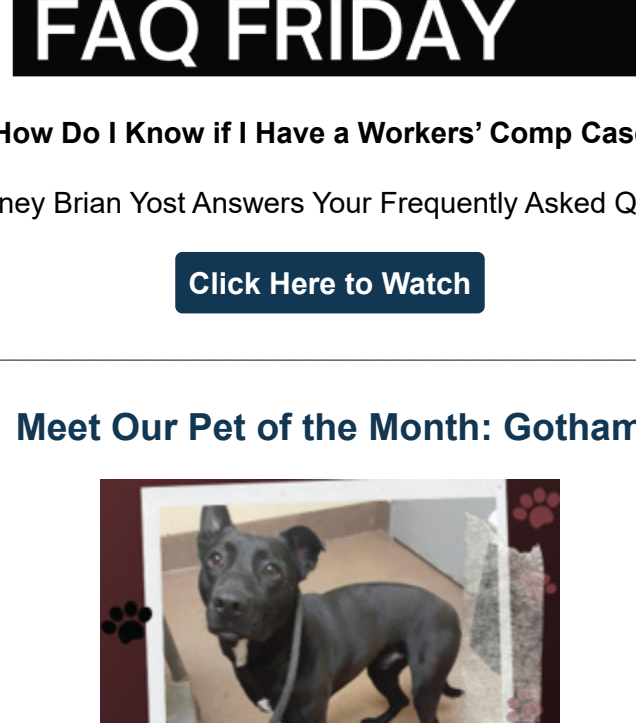 FAQ FRIDAY
How Do I Know if I Have a Workers’ Comp Case
ney Brian Yost Answers Your Frequently Asked Q
Click Here to Watch
Meet Our Pet of the Month: Gotham